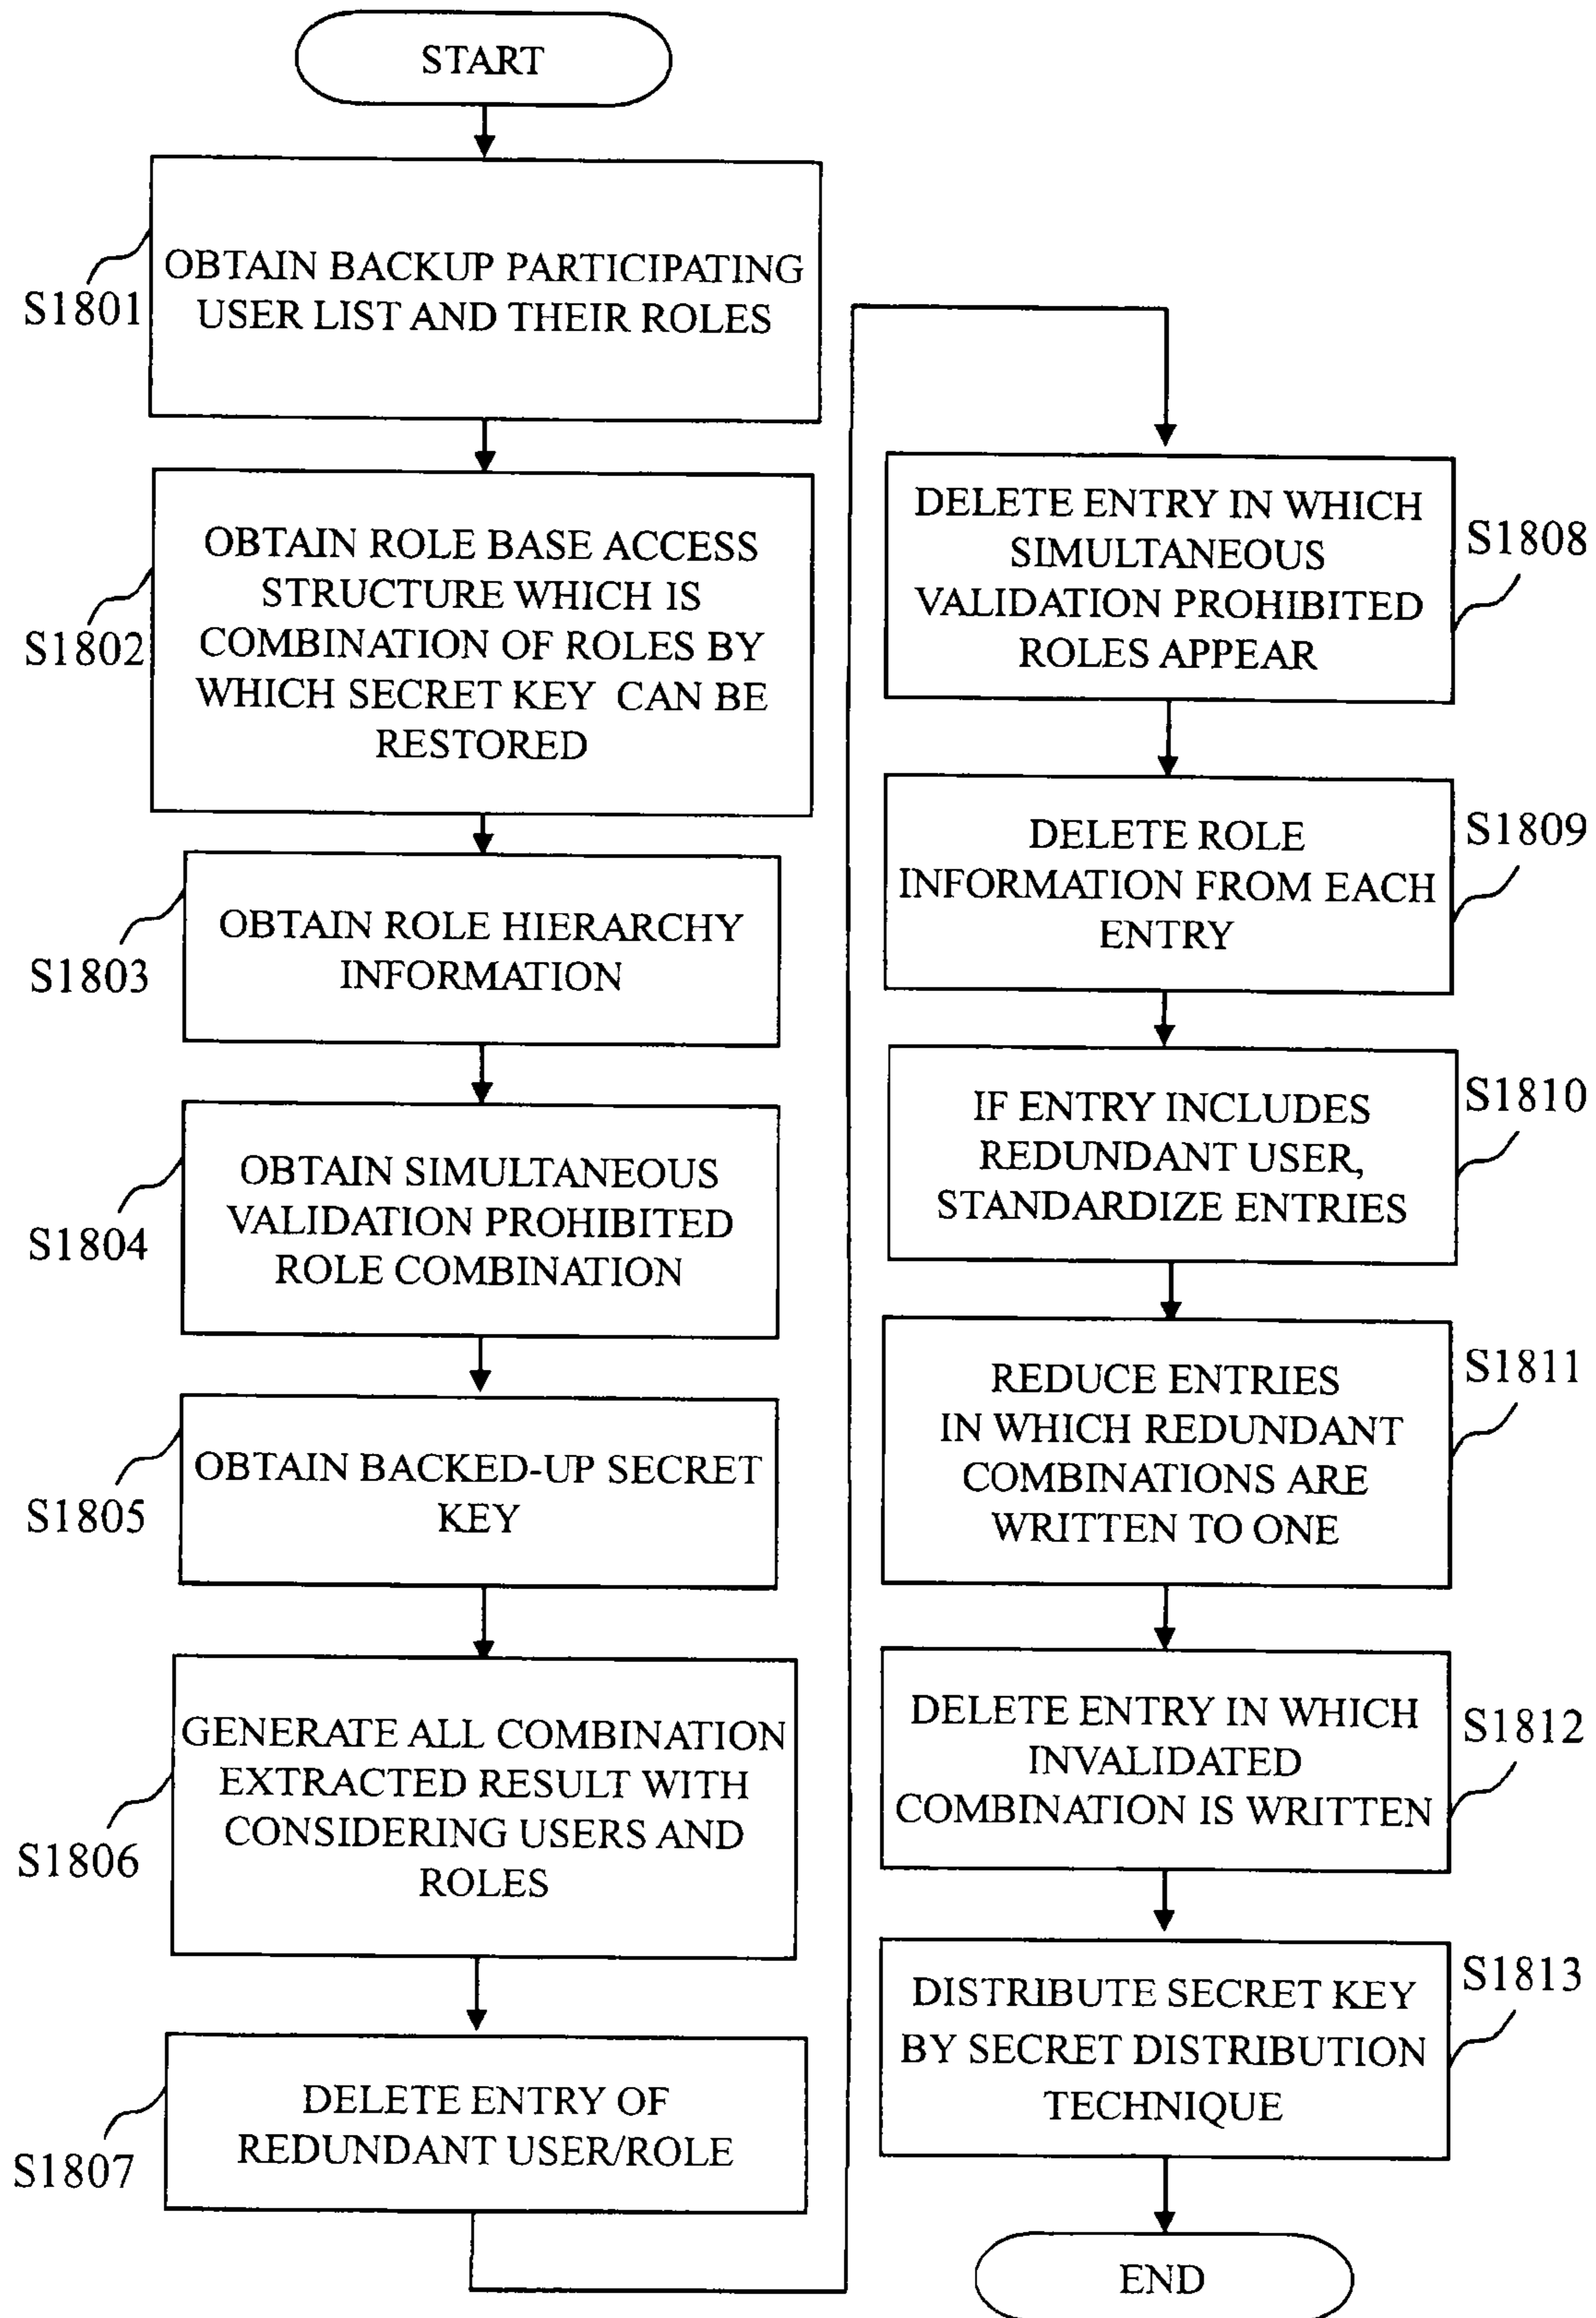 START
S1801
OBTAIN BACKUP PARTICIPATING
USER LIST AND THEIR ROLES
S1802
OBTAIN ROLE BASE ACCESS
STRUCTURE WHICH IS
COMBINATION OF ROLES BY
WHICH SECRET KEY CAN BE
RESTORED
S1803
OBTAIN ROLE HIERARCHY
INFORMATION
S1804
OBTAIN SIMULTANEOUS
VALIDATION PROHIBITED
ROLE COMBINATION
S1805
OBTAIN BACKED-UP SECRET
KEY
S1806
GENERATE ALL COMBINATION
EXTRACTED RESULT WITH
CONSIDERING USERS AND
ROLES
S1807
DELETE ENTRY OF
REDUNDANT USER/ROLE
DELETE ENTRY IN WHICH
SIMULTANEOUS
VALIDATION PROHIBITED
ROLES APPEAR
S1808
DELETE ROLE
INFORMATION FROM EACH
ENTRY
S1809
IF ENTRY INCLUDES
REDUNDANT USER,
STANDARDIZE ENTRIES
S1810
REDUCE ENTRIES
IN WHICH REDUNDANT
COMBINATIONS ARE
WRITTEN TO ONE
S1811
DELETE ENTRY IN WHICH
INVALIDATED
COMBINATION IS WRITTEN
S1812
DISTRIBUTE SECRET KEY
BY SECRET DISTRIBUTION
TECHNIQUE
S1813
END